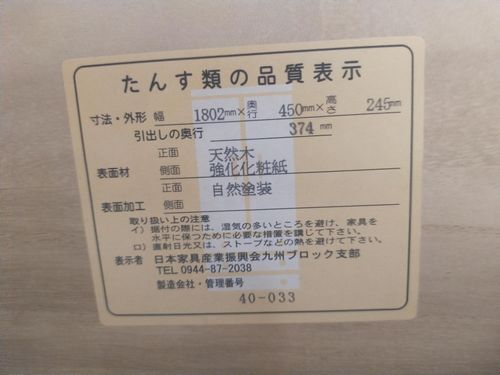 たんす類の品質表示
寸法・外形 幅 1802mm×奥行 450mm×高さ 245mm
引出しの奥行 374 mm
表面材 正面 天然木
側面 強化化粧紙
表面加工 正面 自然塗装
側面
取り扱い上の注意
イ）据付の際には、湿気の多いところを避け、家具を
水平に保つために必要な措置を講じて下さい。
ロ）直射日光又は、ストーブなどの熱を避けて下さい。
表示者 日本家具産業振興会九州ブロック支部
TEL 0944-87-2038
製造会社・管理番号
40-033